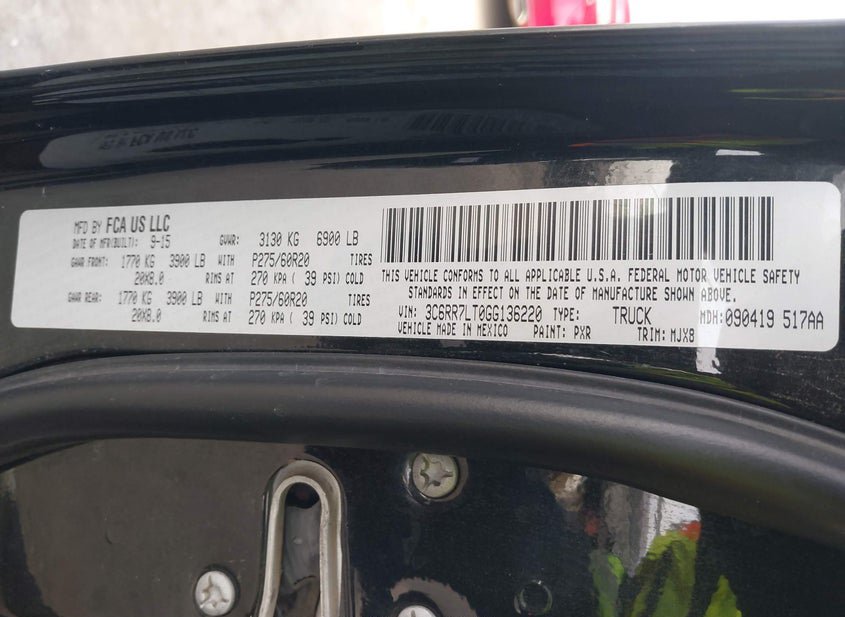 MFD BY FCA US LLC
DATE OF MFR(BUILT): 9-15 GVWR: 3130 KG 6900 LB
GAWR FRONT: 1770 KG 3900 LB WITH P275/60R20 TIRES
20X8.0 RIMS AT 270 KPA ( 39 PSI) COLD
GAWR REAR: 1770 KG 3900 LB WITH P275/60R20 TIRES
20X8.0 RIMS AT 270 KPA ( 39 PSI) COLD
THIS VEHICLE CONFORMS TO ALL APPLICABLE U.S.A. FEDERAL MOTOR VEHICLE SAFETY
STANDARDS IN EFFECT ON THE DATE OF MANUFACTURE SHOWN ABOVE.
VIN: 3C6RR7LT0GG136220 TYPE: TRUCK MDH:090419 517AA
VEHICLE MADE IN MEXICO PAINT: PXR TRIM: MJX8